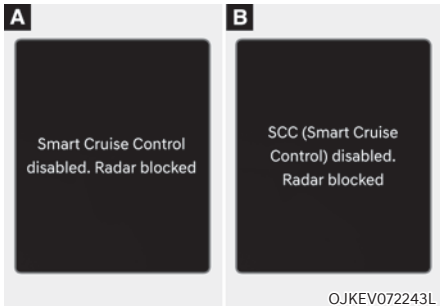 A
Smart Cruise Control
disabled. Radar blocked
B
SCC (Smart Cruise
Control) disabled.
Radar blocked
OJKEV072243L